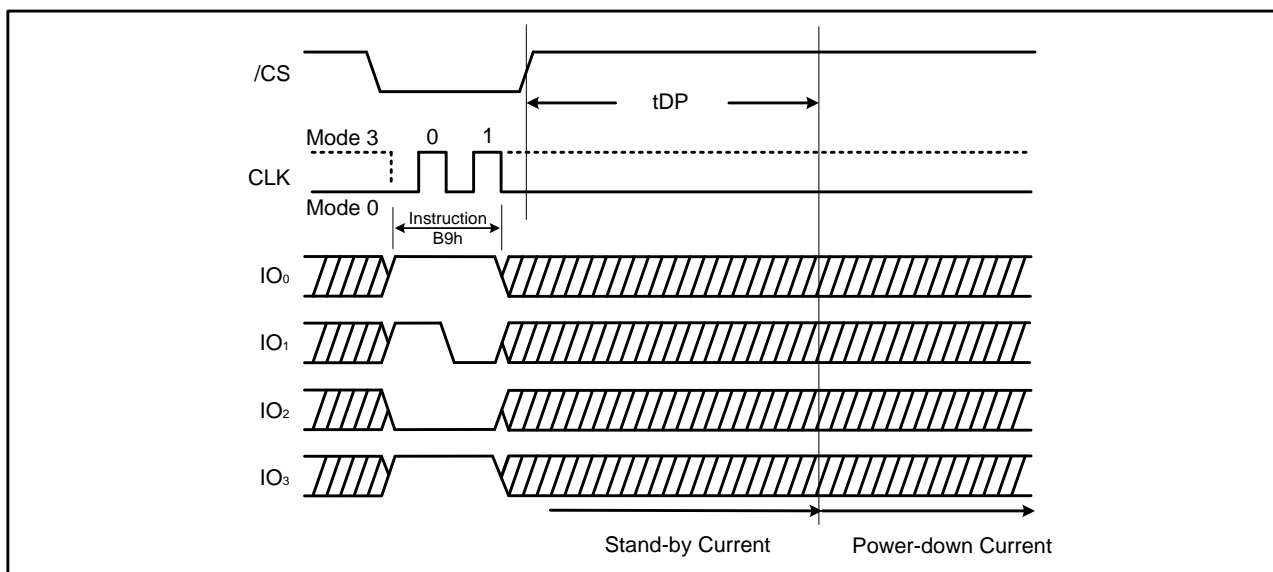 /CS
tDP
Mode 3
0 1
CLK
Mode 0
Instruction
B9h
IO₀
IO₁
IO₂
IO₃
Stand-by Current
Power-down Current